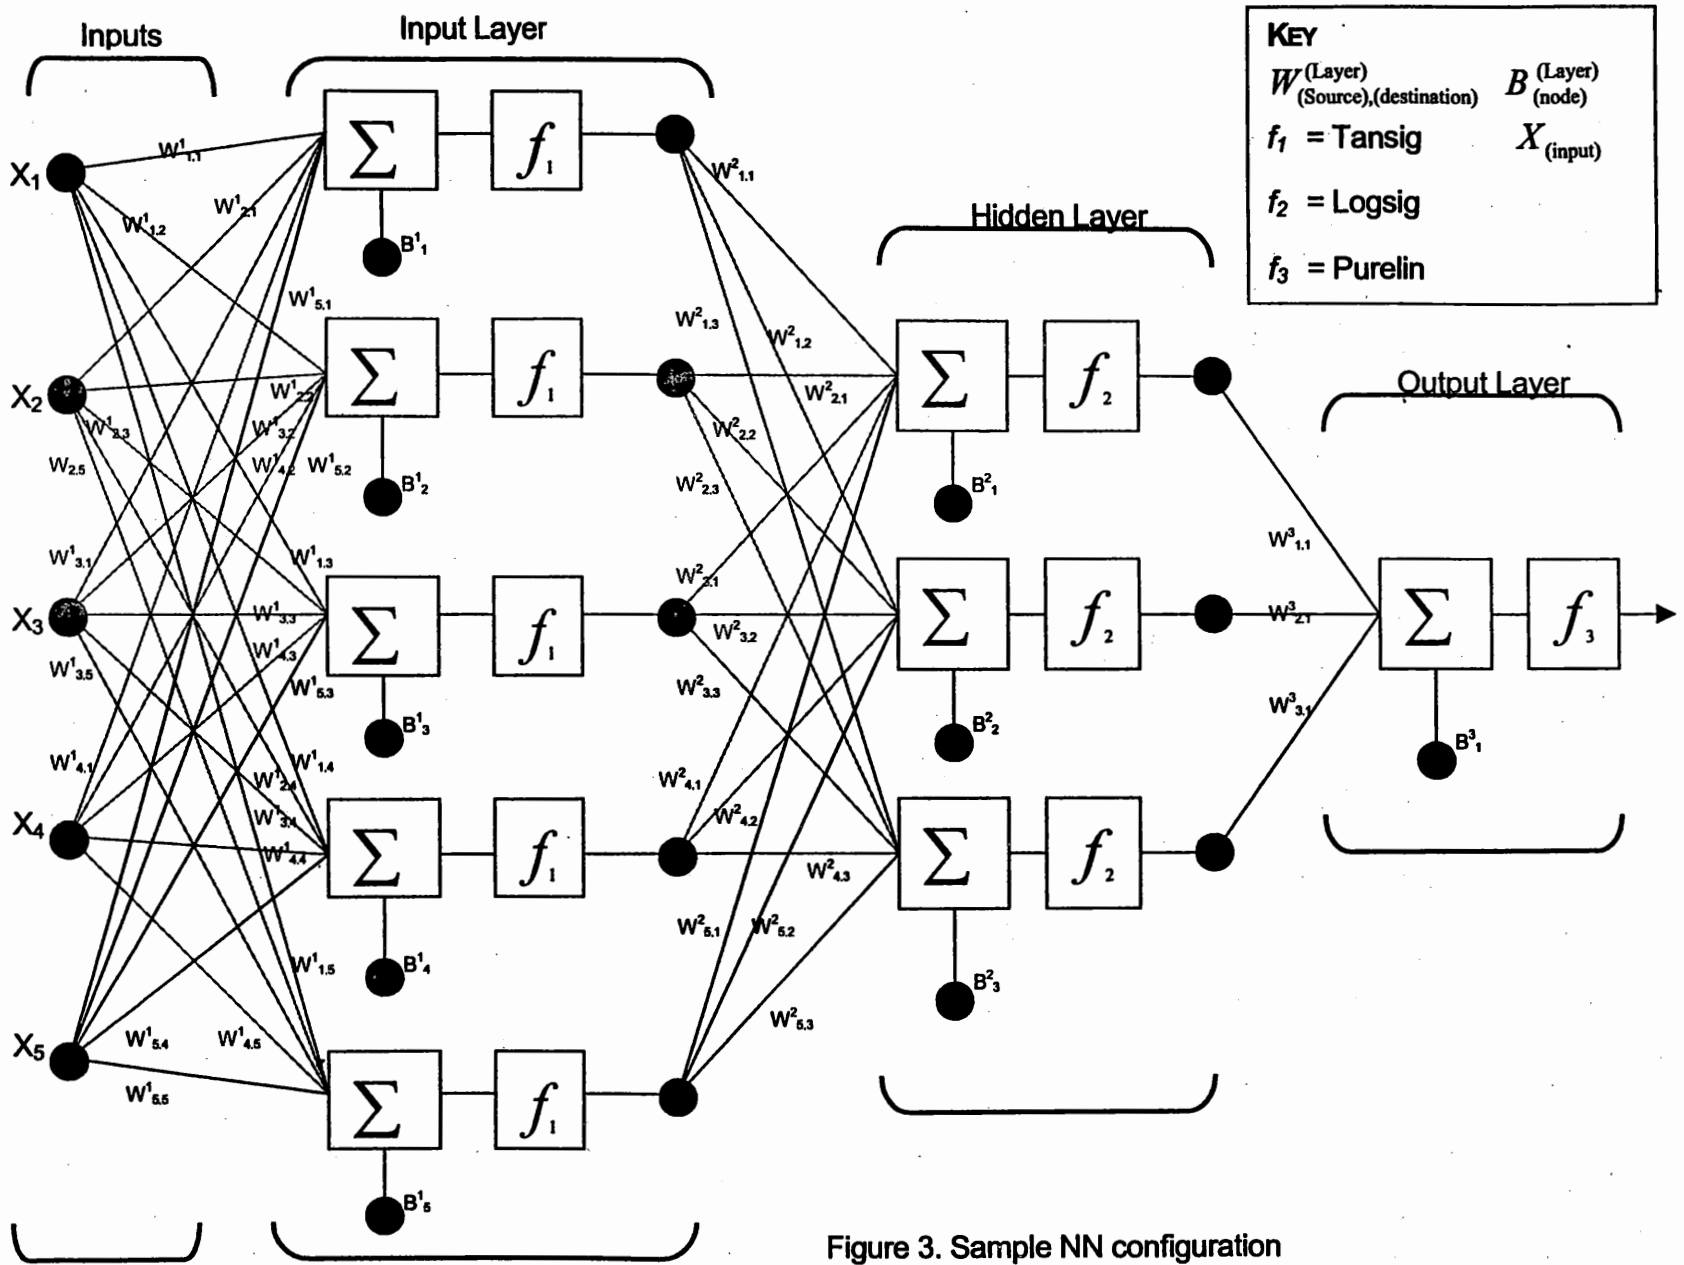 Inputs
Input Layer
KEY
W(Layer)(Source),(destination) B(Layer)(node)
f1 = Tansig X(input)
f2 = Logsig
f3 = Purelin
Hidden Layer
Output Layer
X1
W¹1.1
W¹2.1
W¹1.2
Σ
f1
B¹1
W²1.1
W¹5.1
W²1.3
W²1.2
X2
W¹2.2
W¹2.3
W¹3.2
W2.5
W¹4.2
W¹5.2
Σ
f1
B¹2
W²2.1
W²2.2
W²2.3
Σ
f2
B²1
W¹3.1
W¹1.3
X3
W¹3.3
W¹4.3
W¹3.5
W¹5.3
Σ
f1
B¹3
W²3.1
W²3.2
W²3.3
Σ
f2
B²2
W³1.1
W³2.1
W³3.1
Σ
f3
B³1
W¹4.1
W¹1.4
W¹2.4
X4
W¹3.4
W¹4.4
Σ
f1
B¹4
W²4.1
W²4.2
W²4.3
Σ
f2
B²3
W²5.1
W²5.2
W²5.3
W¹1.5
X5
W¹5.4
W¹4.5
W¹5.5
Σ
f1
B¹5
Figure 3. Sample NN configuration